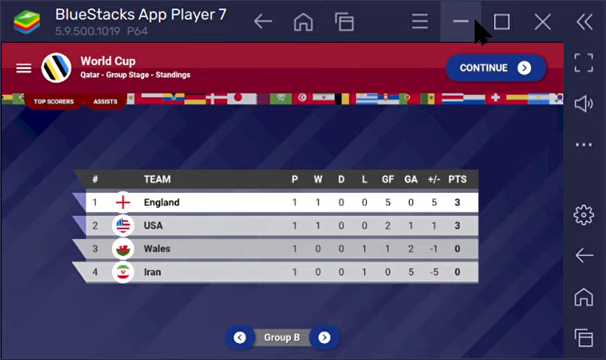 BlueStacks App Player 7
5.9.500.1019 P64
World Cup
Qatar - Group Stage - Standings
CONTINUE
TOP SCORERS ASSISTS
# TEAM P W D L GF GA +/- PTS
1 England 1 1 0 0 5 0 5 3
2 USA 1 1 0 0 2 1 1 3
3 Wales 1 0 0 1 1 2 -1 0
4 Iran 1 0 0 1 0 5 -5 0
Group B